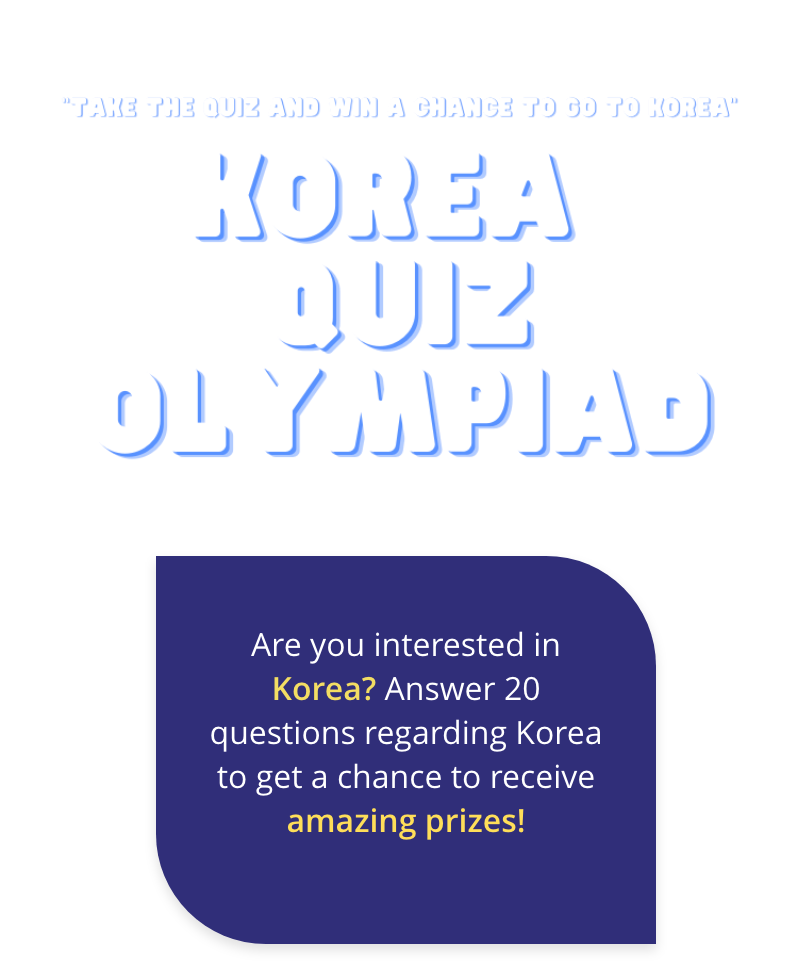 "TAKE THE QUIZ AND WIN A CHANCE TO GO TO KOREA"
KOREA
QUIZ
OLYMPIAD
Are you interested in
Korea? Answer 20
questions regarding Korea
to get a chance to receive
amazing prizes!